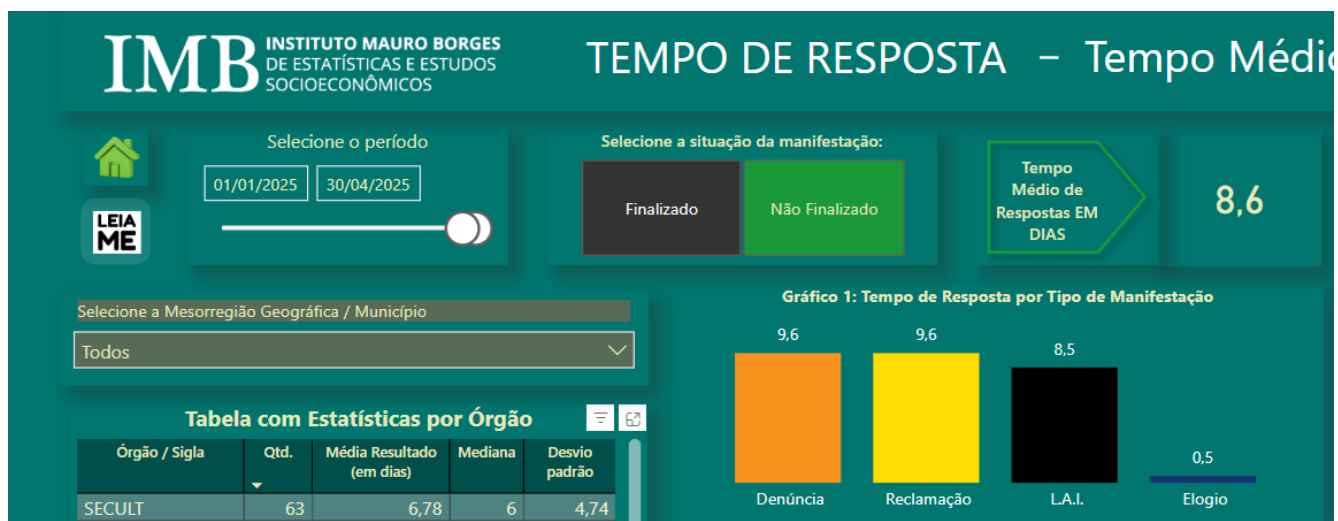 IMB
INSTITUTO MAURO BORGES
DE ESTATÍSTICAS E ESTUDOS
SOCIOECONÔMICOS
TEMPO DE RESPOSTA – Tempo Médio
Selecione o período
01/01/2025 30/04/2025
LEIA
ME
Selecione a situação da manifestação:
Finalizado Não Finalizado
Tempo
Médio de
Respostas EM
DIAS
8,6
Selecione a Mesorregião Geográfica / Município
Todos
Tabela com Estatísticas por Órgão
Órgão / Sigla Qtd. Média Resultado (em dias) Mediana Desvio padrão
SECULT 63 6,78 6 4,74
Gráfico 1: Tempo de Resposta por Tipo de Manifestação
9,6 9,6 8,5 0,5
Denúncia Reclamação L.A.I. Elogio